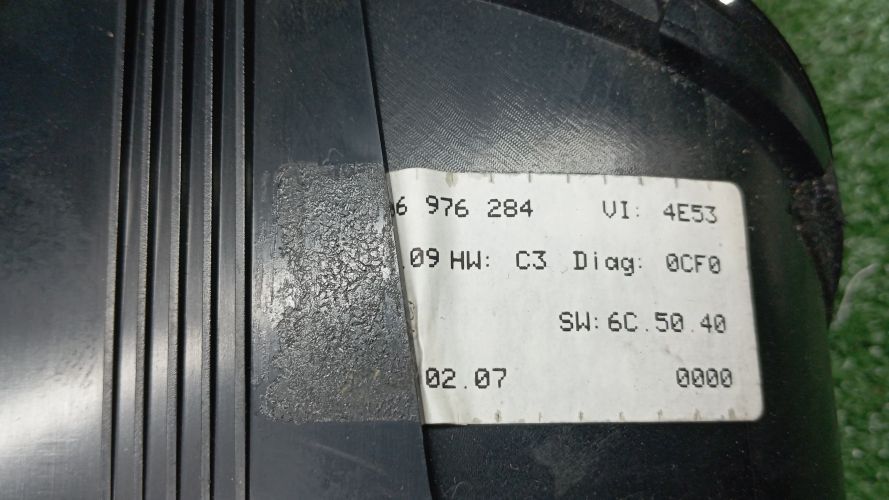 6 976 284 VI: 4E53
09 HW: C3 Diag: 0CF0
SW: 6C.50.40
02.07 0000